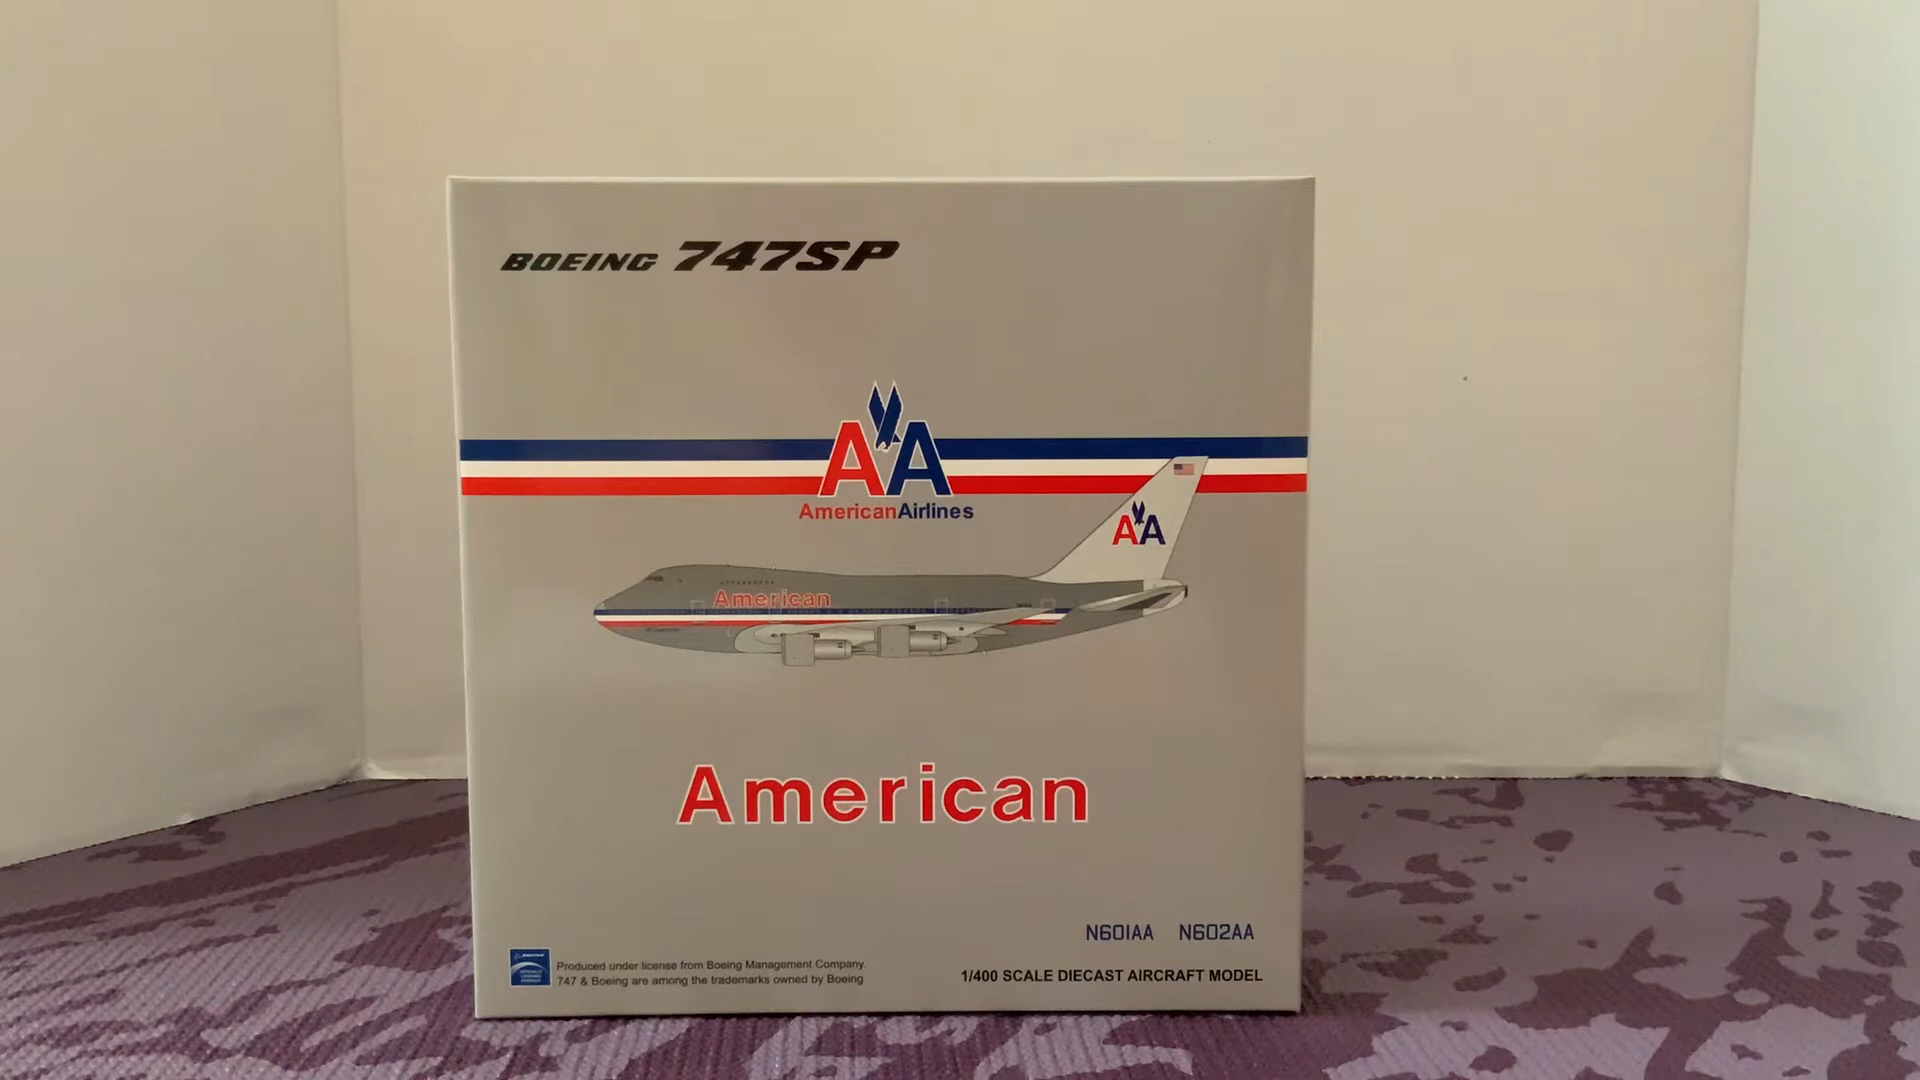 BOEING 747SP
AA
AmericanAirlines
AA
American
American
N601AA N602AA
BOEING
Produced under license from Boeing Management Company
747 & Boeing are among the trademarks owned by Boeing
1/400 SCALE DIECAST AIRCRAFT MODEL